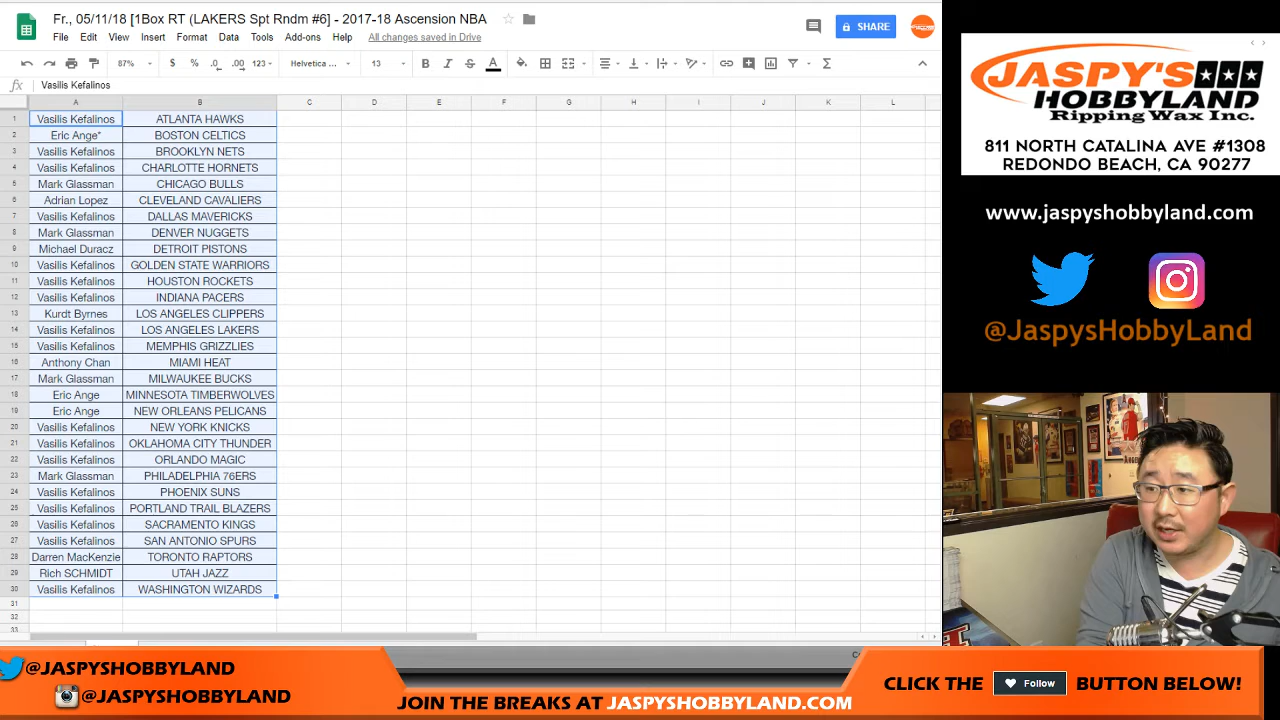 Fr., 05/11/18 [1Box RT (LAKERS Spt Rndm #6] - 2017-18 Ascension NBA
File Edit View Insert Format Data Tools Add-ons Help All changes saved in Drive
SHARE
87% $ % .0 .00 123 Helvetica ... 13 B I S A
fx Vasilis Kefalinos
A B C D E F G H I J K L
1 Vasilis Kefalinos ATLANTA HAWKS
2 Eric Ange* BOSTON CELTICS
3 Vasilis Kefalinos BROOKLYN NETS
4 Vasilis Kefalinos CHARLOTTE HORNETS
5 Mark Glassman CHICAGO BULLS
6 Adrian Lopez CLEVELAND CAVALIERS
7 Vasilis Kefalinos DALLAS MAVERICKS
8 Mark Glassman DENVER NUGGETS
9 Michael Duracz DETROIT PISTONS
10 Vasilis Kefalinos GOLDEN STATE WARRIORS
11 Vasilis Kefalinos HOUSTON ROCKETS
12 Vasilis Kefalinos INDIANA PACERS
13 Kurdt Byrnes LOS ANGELES CLIPPERS
14 Vasilis Kefalinos LOS ANGELES LAKERS
15 Vasilis Kefalinos MEMPHIS GRIZZLIES
16 Anthony Chan MIAMI HEAT
17 Mark Glassman MILWAUKEE BUCKS
18 Eric Ange MINNESOTA TIMBERWOLVES
19 Eric Ange NEW ORLEANS PELICANS
20 Vasilis Kefalinos NEW YORK KNICKS
21 Vasilis Kefalinos OKLAHOMA CITY THUNDER
22 Vasilis Kefalinos ORLANDO MAGIC
23 Mark Glassman PHILADELPHIA 76ERS
24 Vasilis Kefalinos PHOENIX SUNS
25 Vasilis Kefalinos PORTLAND TRAIL BLAZERS
26 Vasilis Kefalinos SACRAMENTO KINGS
27 Vasilis Kefalinos SAN ANTONIO SPURS
28 Darren MacKenzie TORONTO RAPTORS
29 Rich SCHMIDT UTAH JAZZ
30 Vasilis Kefalinos WASHINGTON WIZARDS
31
32
33
JASPY'S
HOBBYLAND
Ripping Wax Inc.
811 NORTH CATALINA AVE #1308
REDONDO BEACH, CA 90277
www.jaspyshobbyland.com
@JaspysHobbyLand
@JASPYSHOBBYLAND
@JASPYSHOBBYLAND
JOIN THE BREAKS AT JASPYSHOBBYLAND.COM
CLICK THE Follow BUTTON BELOW!